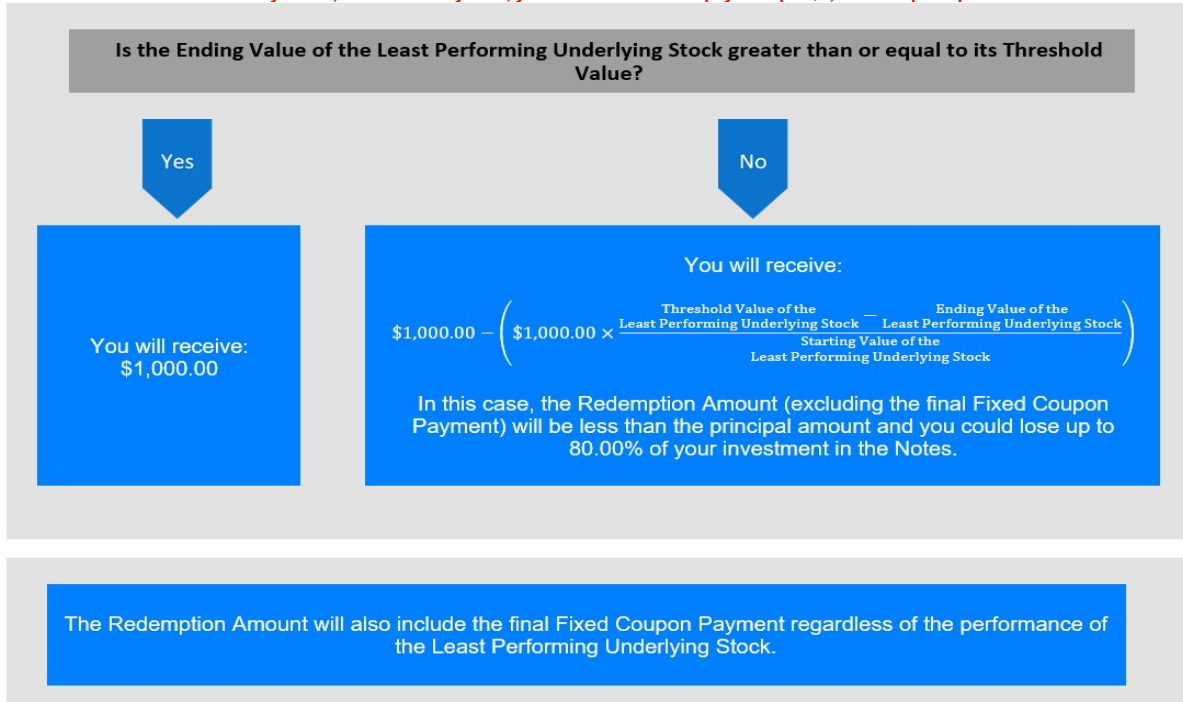 Is the Ending Value of the Least Performing Underlying Stock greater than or equal to its Threshold
Value?
Yes
No
You will receive:
$1,000.00
You will receive:
$1,000.00 − ($1,000.00 × (Threshold Value of the Least Performing Underlying Stock − Ending Value of the Least Performing Underlying Stock) / Starting Value of the Least Performing Underlying Stock)
In this case, the Redemption Amount (excluding the final Fixed Coupon
Payment) will be less than the principal amount and you could lose up to
80.00% of your investment in the Notes.
The Redemption Amount will also include the final Fixed Coupon Payment regardless of the performance of
the Least Performing Underlying Stock.